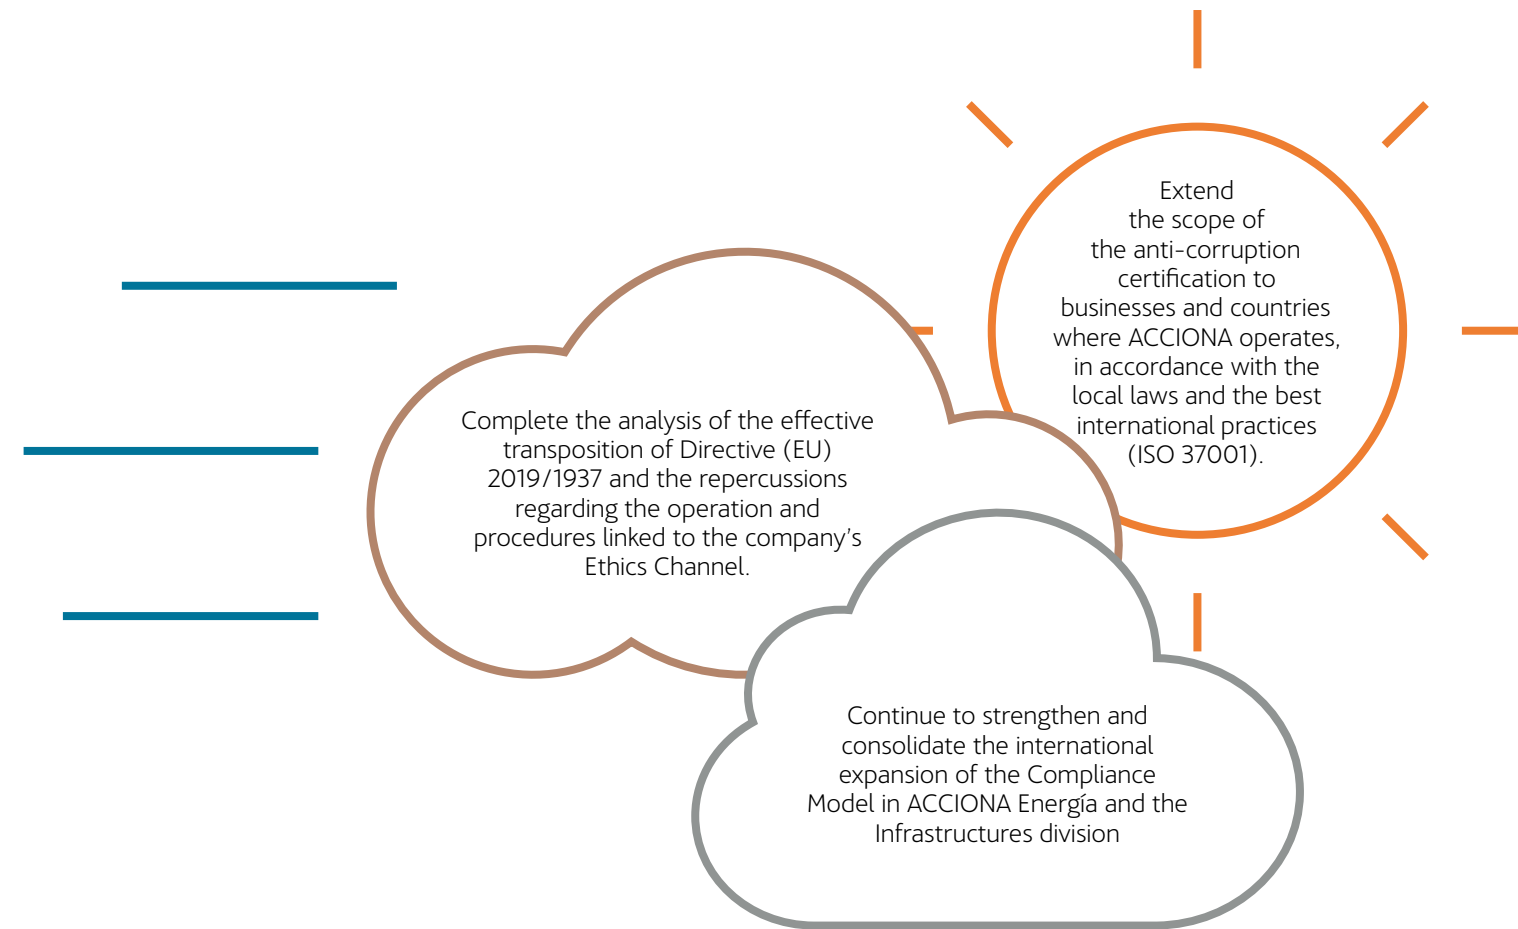 Extend
the scope of
the anti-corruption
certification to
businesses and countries
where ACCIONA operates,
in accordance with the
local laws and the best
international practices
(ISO 37001).
Complete the analysis of the effective
transposition of Directive (EU)
2019/1937 and the repercussions
regarding the operation and
procedures linked to the company’s
Ethics Channel.
Continue to strengthen and
consolidate the international
expansion of the Compliance
Model in ACCIONA Energía and the
Infrastructures division